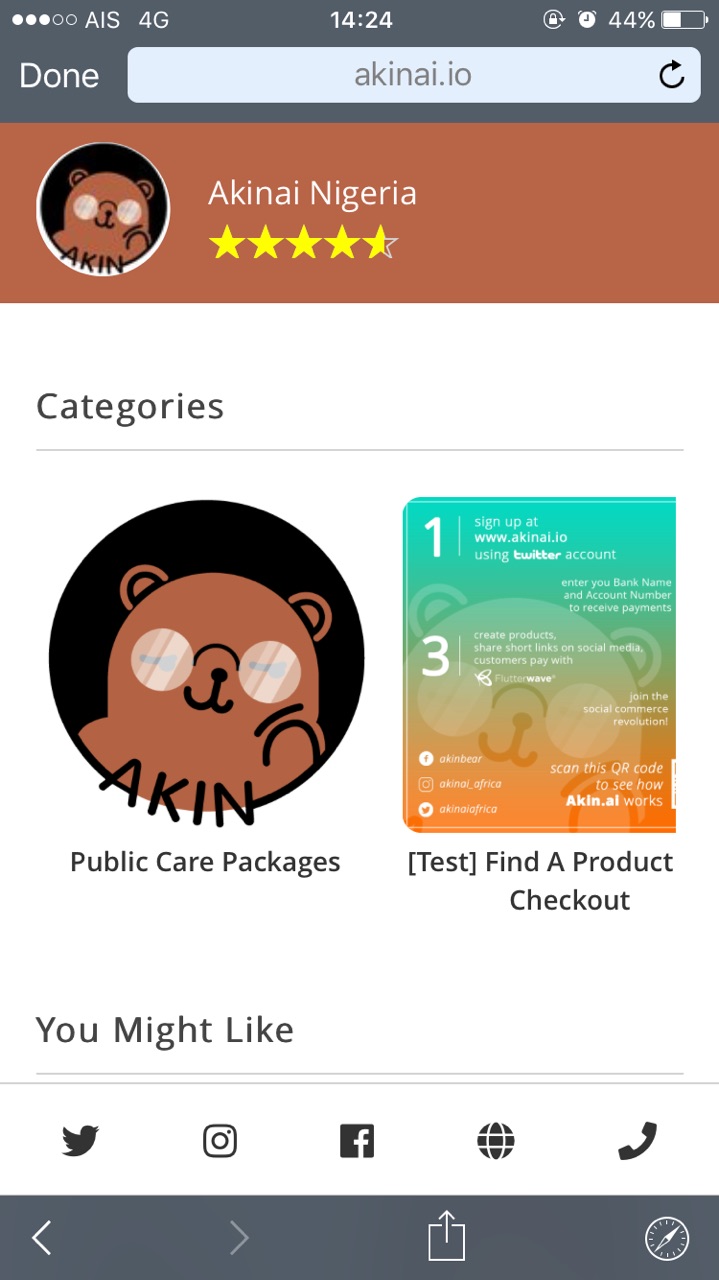 AIS 4G 14:24 44%
Done akinai.io
Akinai Nigeria
AKIN
Categories
AKIN
1
sign up at
www.akinai.io
using twitter account
enter you Bank Name
and Account Number
to receive payments
3
create products,
share short links on social media,
customers pay with
Flutterwave
join the
social commerce
revolution!
akinbear
akinai_africa
akinaiafrica
scan this QR code
to see how
Akin.ai works
Public Care Packages
[Test] Find A Product
Checkout
You Might Like